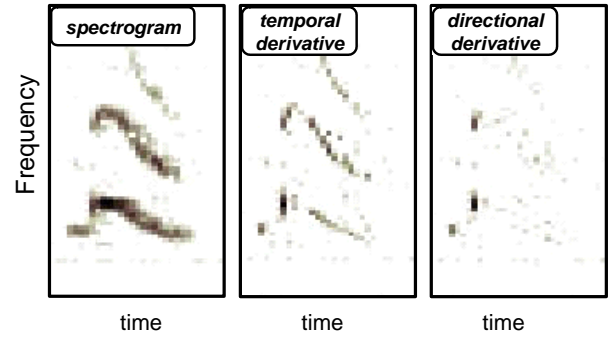 spectrogram
temporal
derivative
directional
derivative
Frequency
time
time
time